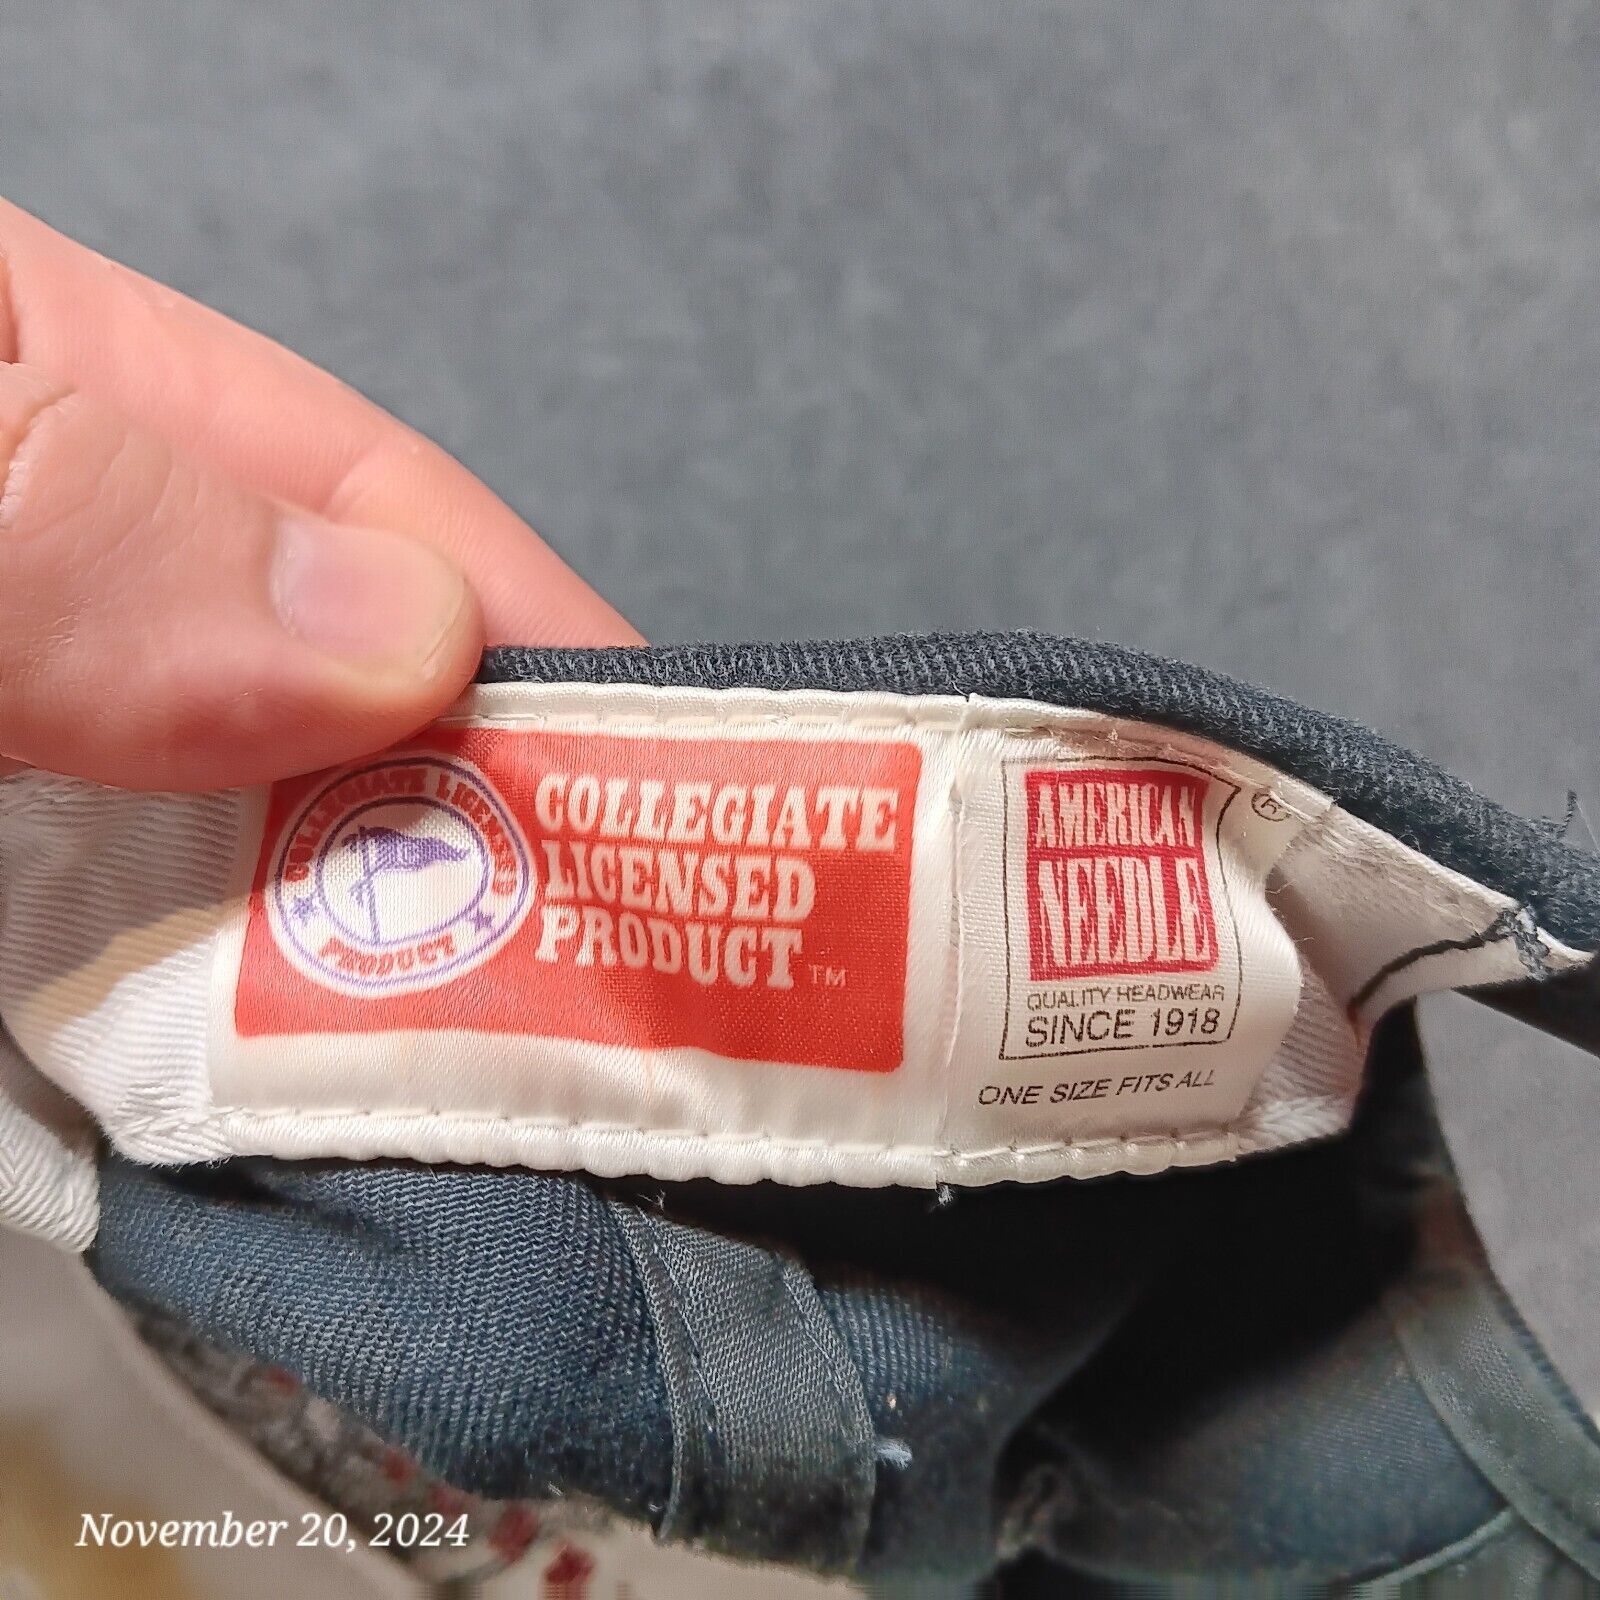 COLLEGIATE LICENSED
PRODUCT
COLLEGIATE
LICENSED
PRODUCT™
AMERICAN
NEEDLE
®
QUALITY HEADWEAR
SINCE 1918
ONE SIZE FITS ALL
November 20, 2024